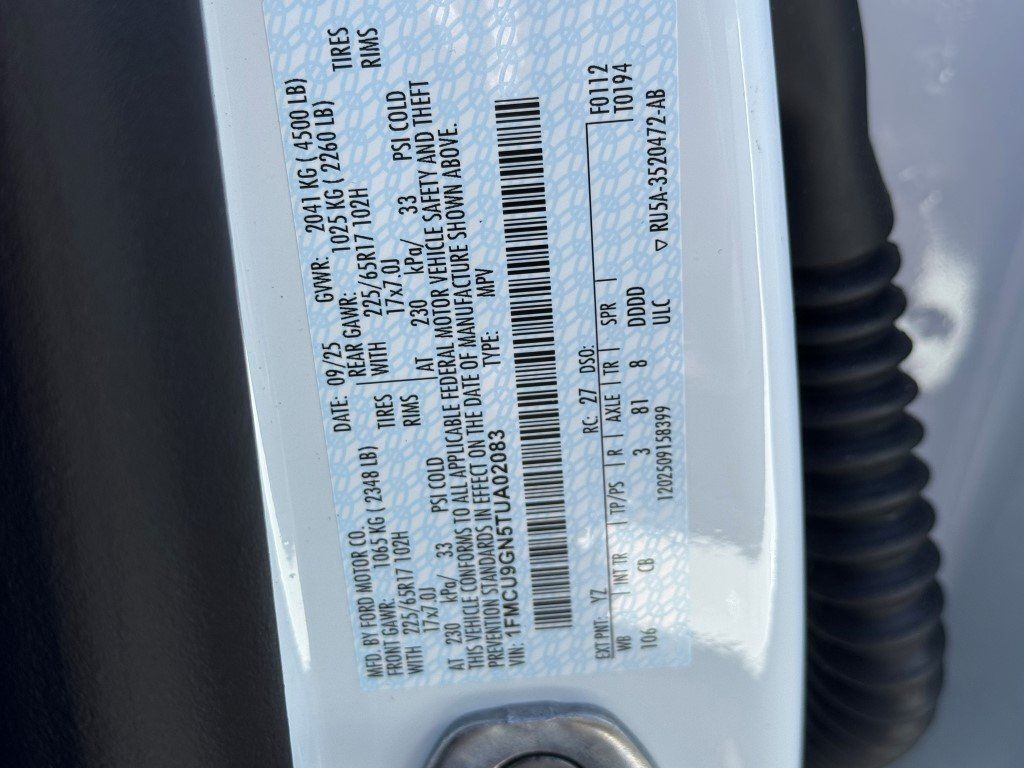 MFD. BY FORD MOTOR CO.
DATE: 09/25 GVWR: 2041 KG ( 4500 LB)
FRONT GAWR: 1065 KG ( 2348 LB) REAR GAWR: 1025 KG ( 2260 LB)
WITH 225/65R17 102H TIRES WITH 225/65R17 102H TIRES
17x7.0J RIMS 17x7.0J RIMS
AT 230 kPa/ 33 PSI COLD AT 230 kPa/ 33 PSI COLD
THIS VEHICLE CONFORMS TO ALL APPLICABLE FEDERAL MOTOR VEHICLE SAFETY AND THEFT
PREVENTION STANDARDS IN EFFECT ON THE DATE OF MANUFACTURE SHOWN ABOVE.
VIN: 1FMCU9GN5TUA02083 TYPE: MPV
EXT PNT: YZ RC: 27 DSO: F0112
WB INT TR TP/PS R AXLE TR SPR T0194
106 CB 3 81 8 DDDD
1202509158399 ULC ▽ RU5A-3520472-AB